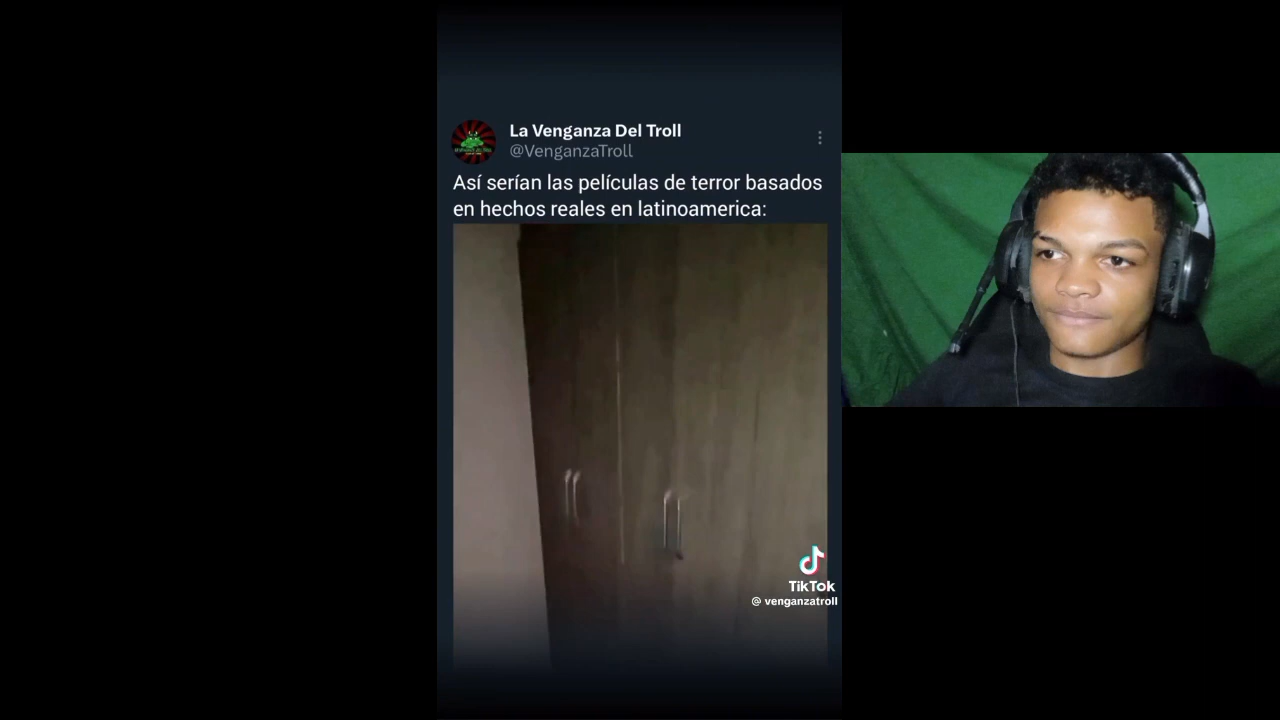 La Venganza Del Troll
@VenganzaTroll
Así serían las películas de terror basados
en hechos reales en latinoamerica:
TikTok
@ venganzatroll